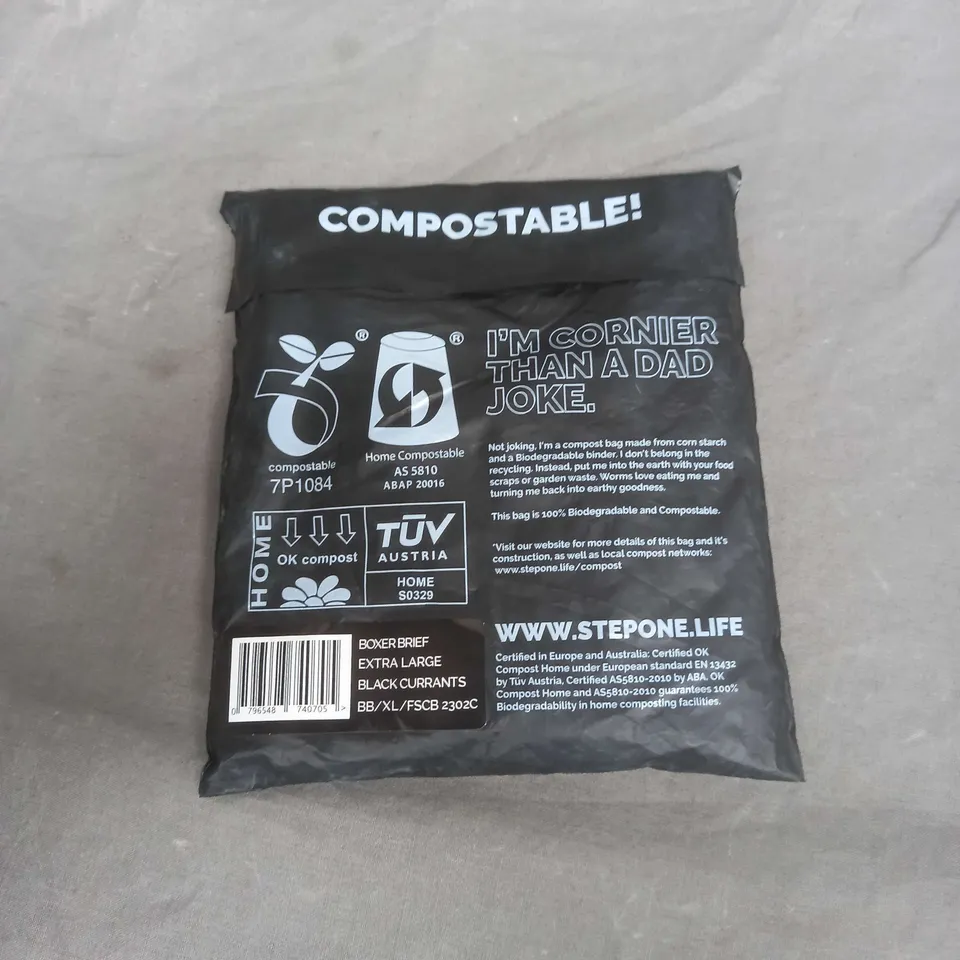 COMPOSTABLE!
®
compostable
7P1084
®
Home Compostable
AS 5810
ABAP 20016
HOME
OK compost
TÜV
AUSTRIA
HOME
S0329
I'M CORNIER
THAN A DAD
JOKE.
Not joking, I'm a compost bag made from corn starch
and a Biodegradable binder. I don't belong in the
recycling. Instead, put me into the earth with your food
scraps or garden waste. Worms love eating me and
turning me back into earthy goodness.
This bag is 100% Biodegradable and Compostable.
*Visit our website for more details of this bag and it's
construction, as well as local compost networks:
www.stepone.life/compost
BOXER BRIEF
EXTRA LARGE
BLACK CURRANTS
BB/XL/FSCB 2302C
0 796548 740705 >
WWW.STEPONE.LIFE
Certified in Europe and Australia: Certified OK
Compost Home under European standard EN 13432
by Tüv Austria, Certified AS5810-2010 by ABA. OK
Compost Home and AS5810-2010 guarantees 100%
Biodegradability in home composting facilities.